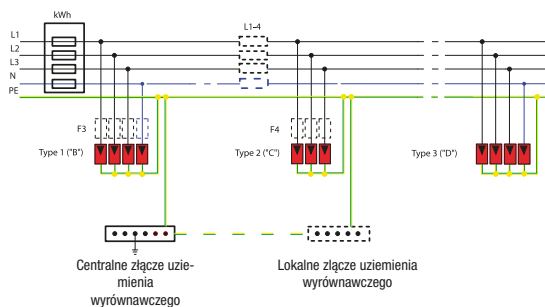 kWh
L1-4
L1
L2
L3
N
PE
F3
F4
Type 1 ("B")
Type 2 ("C")
Type 3 ("D")
Centralne złącze uzie-
mienia
wyrównawczego
Lokalne złącze uziemienia
wyrównawczego